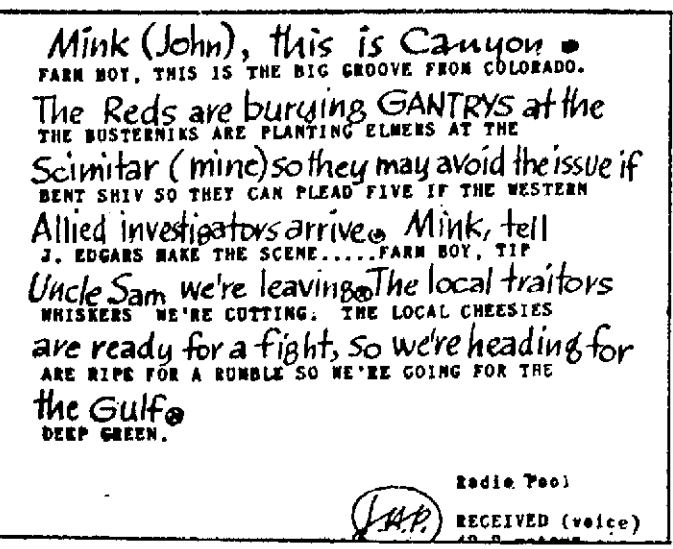 Mink (John), this is Canyon.
FARM BOY, THIS IS THE BIG GROOVE FROM COLORADO.
The Reds are burying GANTRYS at the
THE BUSTERNIKS ARE PLANTING ELMERS AT THE
Scimitar (mine) so they may avoid the issue if
BENT SHIV SO THEY CAN PLEAD FIVE IF THE WESTERN
Allied investigators arrive. Mink, tell
J. EDGARS MAKE THE SCENE.....FARM BOY, TIP
Uncle Sam we're leaving. The local traitors
WHISKERS WE'RE CUTTING. THE LOCAL CHEESIES
are ready for a fight, so we're heading for
ARE RIPE FOR A RUMBLE SO WE'RE GOING FOR THE
the Gulf.
DEEP GREEN.
Radio Pool
RECEIVED (voice)